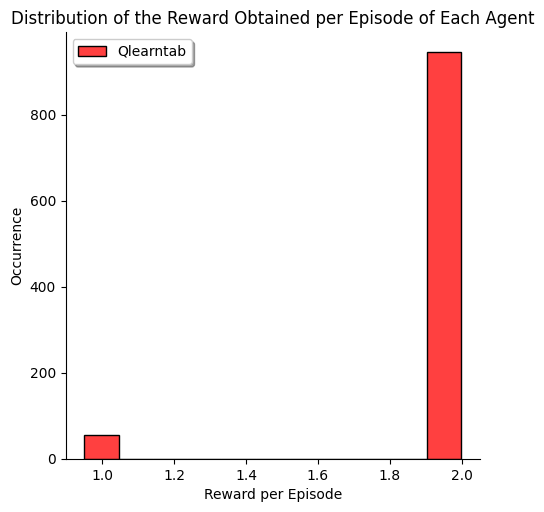 Distribution of the Reward Obtained per Episode of Each Agent
Qlearntab
800
600
400
200
0
Occurrence
1.0 1.2 1.4 1.6 1.8 2.0
Reward per Episode